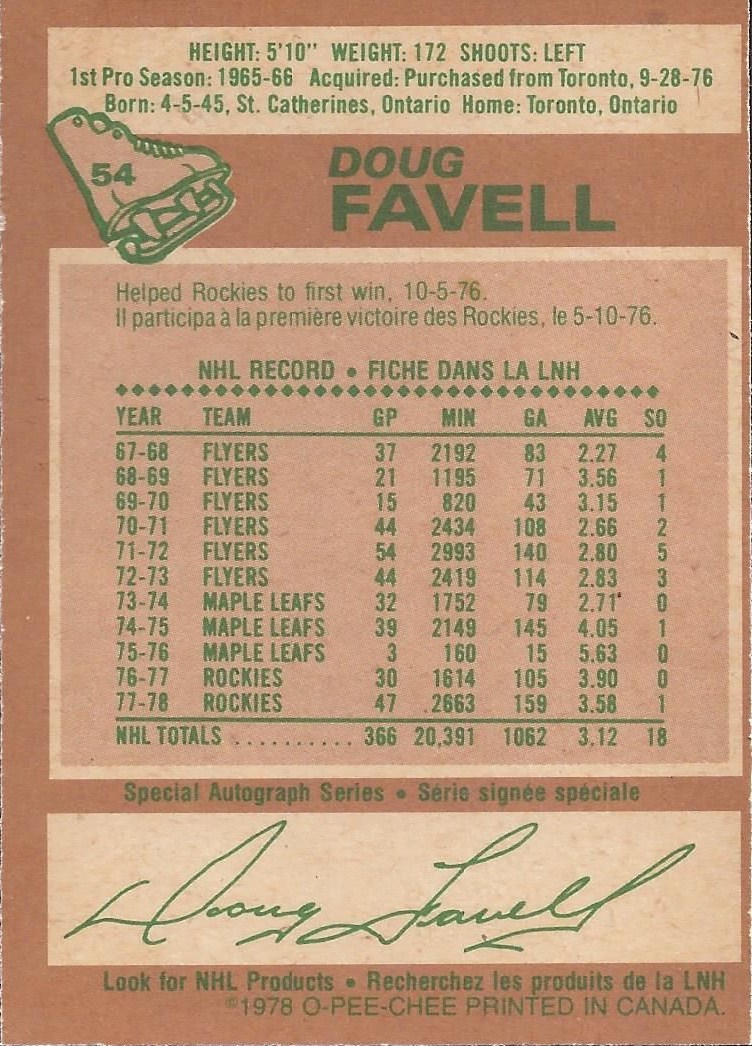 HEIGHT: 5'10" WEIGHT: 172 SHOOTS: LEFT
1st Pro Season: 1965-66 Acquired: Purchased from Toronto, 9-28-76
Born: 4-5-45, St. Catherines, Ontario Home: Toronto, Ontario
54
DOUG
FAVELL
Helped Rockies to first win, 10-5-76.
Il participa à la première victoire des Rockies, le 5-10-76.
NHL RECORD • FICHE DANS LA LNH
YEAR TEAM GP MIN GA AVG SO
67-68 FLYERS 37 2192 83 2.27 4
68-69 FLYERS 21 1195 71 3.56 1
69-70 FLYERS 15 820 43 3.15 1
70-71 FLYERS 44 2434 108 2.66 2
71-72 FLYERS 54 2993 140 2.80 5
72-73 FLYERS 44 2419 114 2.83 3
73-74 MAPLE LEAFS 32 1752 79 2.71 0
74-75 MAPLE LEAFS 39 2149 145 4.05 1
75-76 MAPLE LEAFS 3 160 15 5.63 0
76-77 ROCKIES 30 1614 105 3.90 0
77-78 ROCKIES 47 2663 159 3.58 1
NHL TOTALS .......... 366 20,391 1062 3.12 18
Special Autograph Series • Série signée spéciale
Doug Favell
Look for NHL Products • Recherchez les produits de la LNH
©1978 O-PEE-CHEE PRINTED IN CANADA.